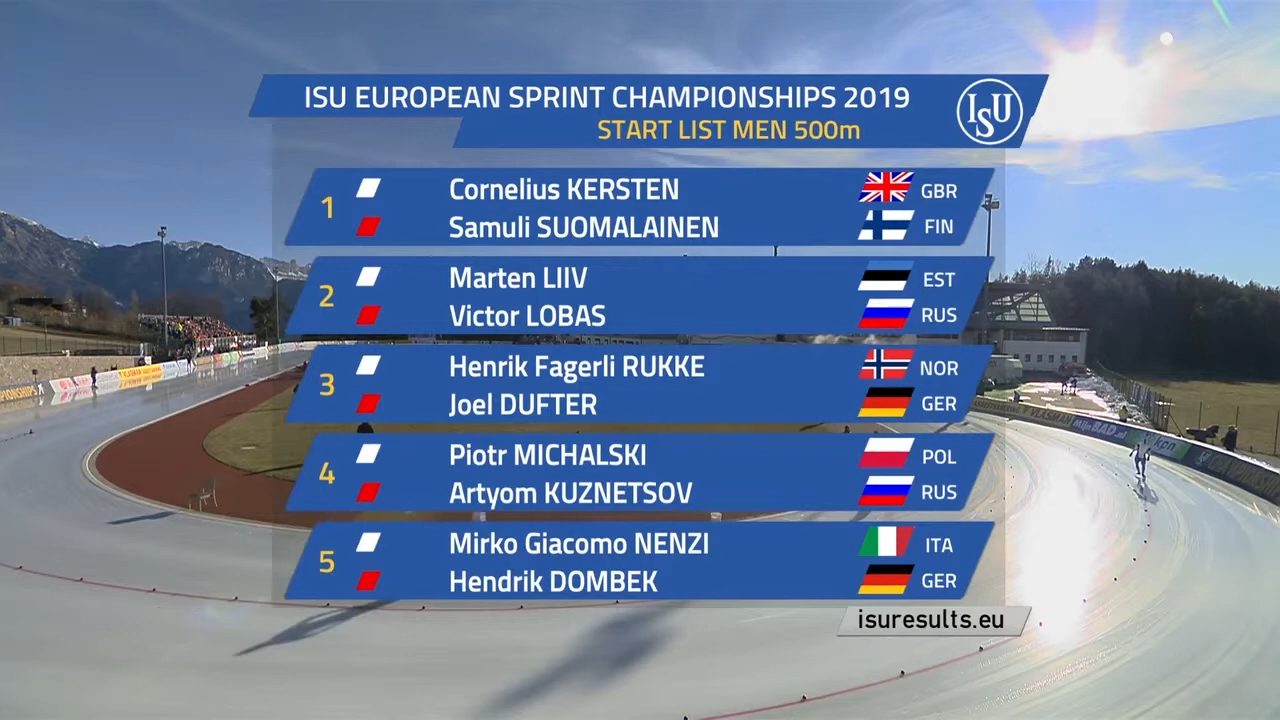 ISU EUROPEAN SPRINT CHAMPIONSHIPS 2019
ISU
START LIST MEN 500m
1
Cornelius KERSTEN GBR
Samuli SUOMALAINEN FIN
2
Marten LIIV EST
Victor LOBAS RUS
3
Henrik Fagerli RUKKE NOR
Joel DUFTER GER
4
Piotr MICHALSKI POL
Artyom KUZNETSOV RUS
5
Mirko Giacomo NENZI ITA
Hendrik DOMBEK GER
isuresults.eu